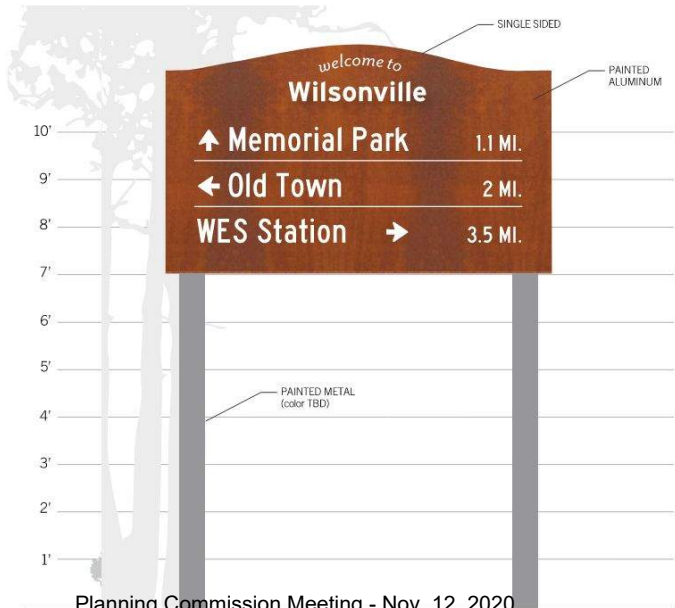 SINGLE SIDED
PAINTED
ALUMINUM
welcome to
Wilsonville
↑ Memorial Park 1.1 MI.
← Old Town 2 MI.
WES Station → 3.5 MI.
10'
9'
8'
7'
6'
5'
4'
3'
2'
1'
PAINTED METAL
(color TBD)
Planning Commission Meeting - Nov. 12, 2020